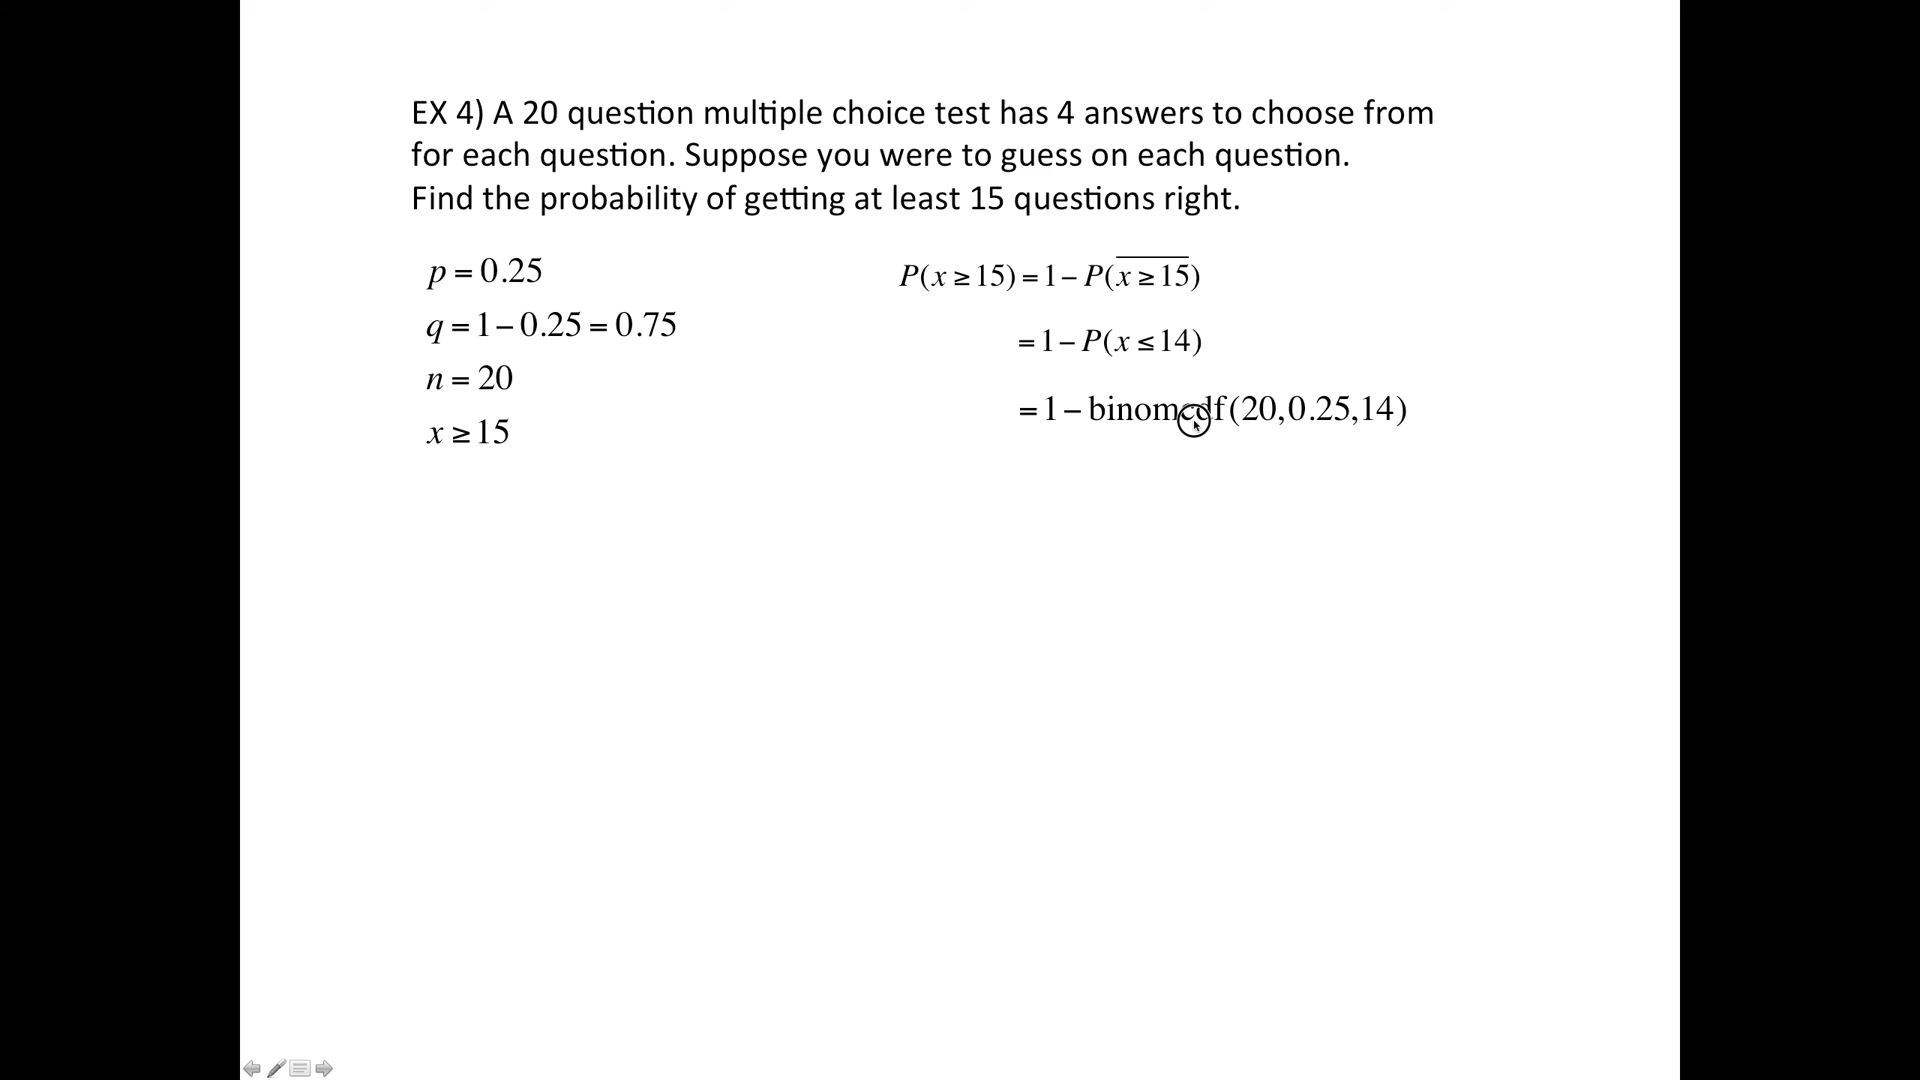 EX 4) A 20 question multiple choice test has 4 answers to choose from
for each question. Suppose you were to guess on each question.
Find the probability of getting at least 15 questions right.
p = 0.25
q = 1 − 0.25 = 0.75
n = 20
x ≥ 15
P(x ≥ 15) = 1 − P(x̅ ̅≥̅ ̅1̅5̅)
= 1 − P(x ≤ 14)
= 1 − binomcdf(20,0.25,14)